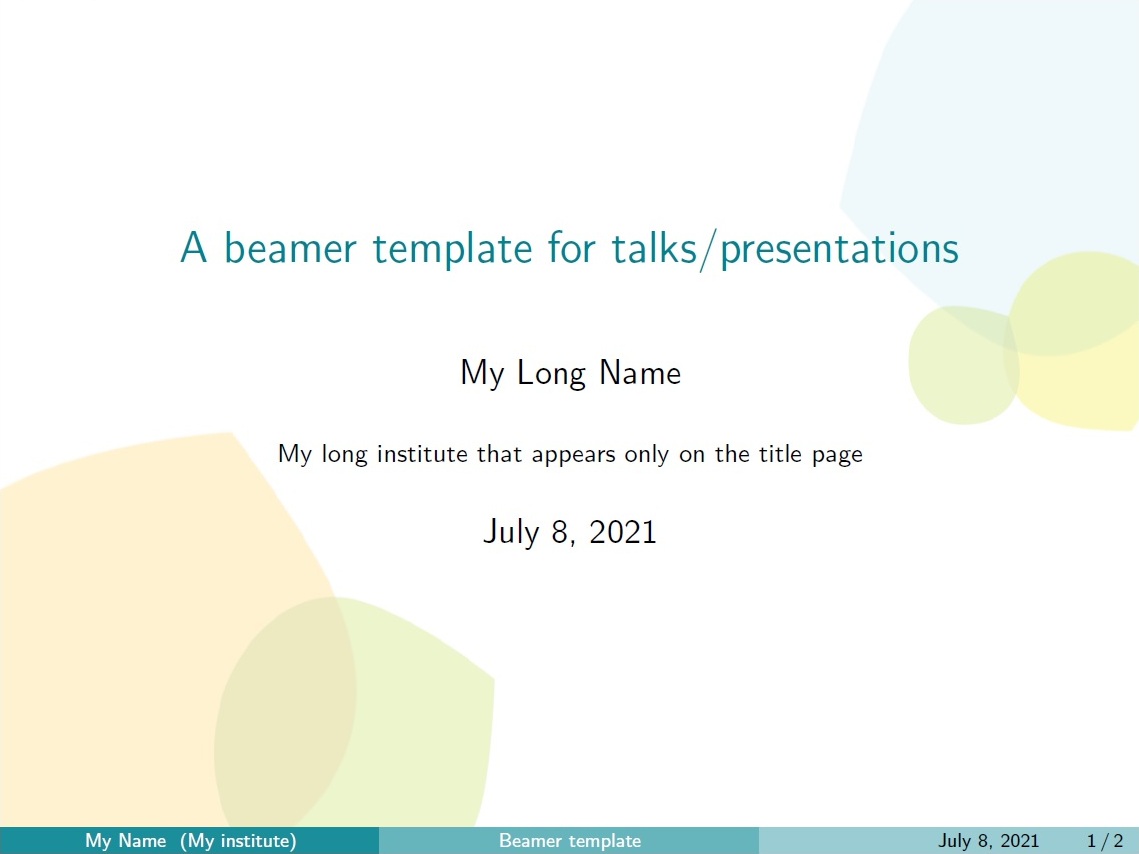 A beamer template for talks/presentations
My Long Name
My long institute that appears only on the title page
July 8, 2021
My Name (My institute) Beamer template July 8, 2021 1 / 2